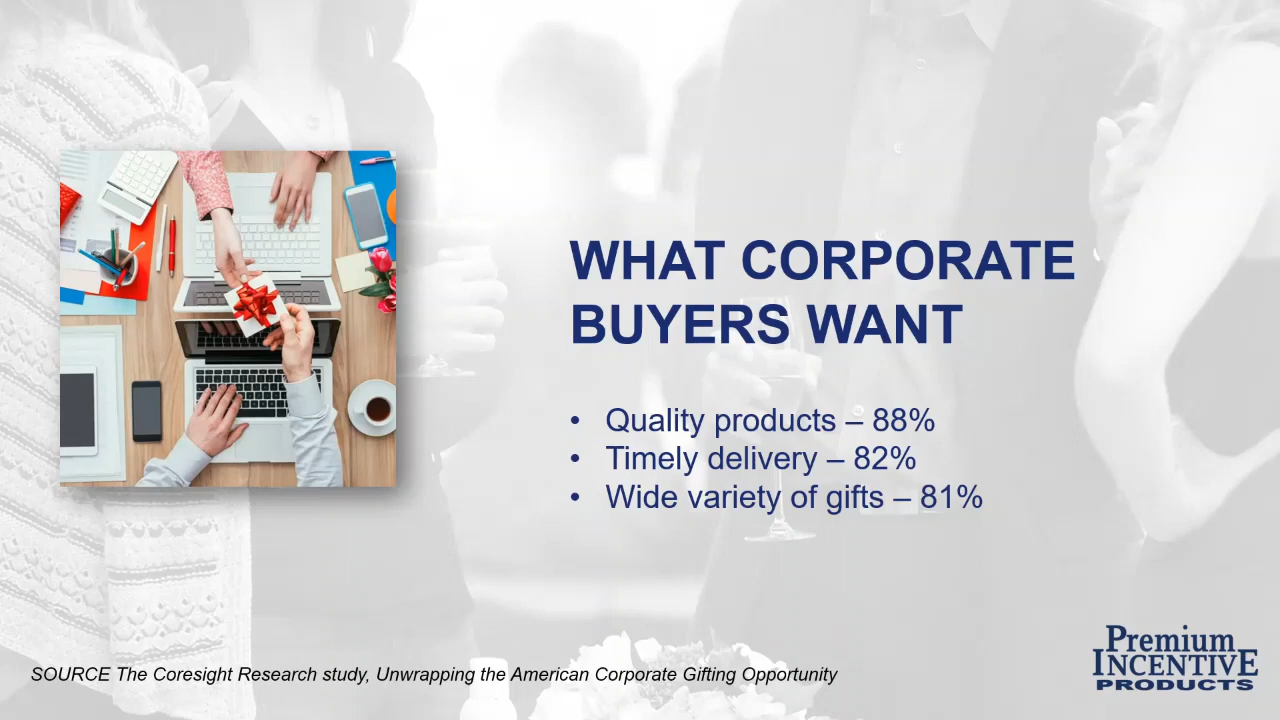 WHAT CORPORATE
BUYERS WANT
• Quality products – 88%
• Timely delivery – 82%
• Wide variety of gifts – 81%
SOURCE The Coresight Research study, Unwrapping the American Corporate Gifting Opportunity
Premium
INCENTIVE
PRODUCTS